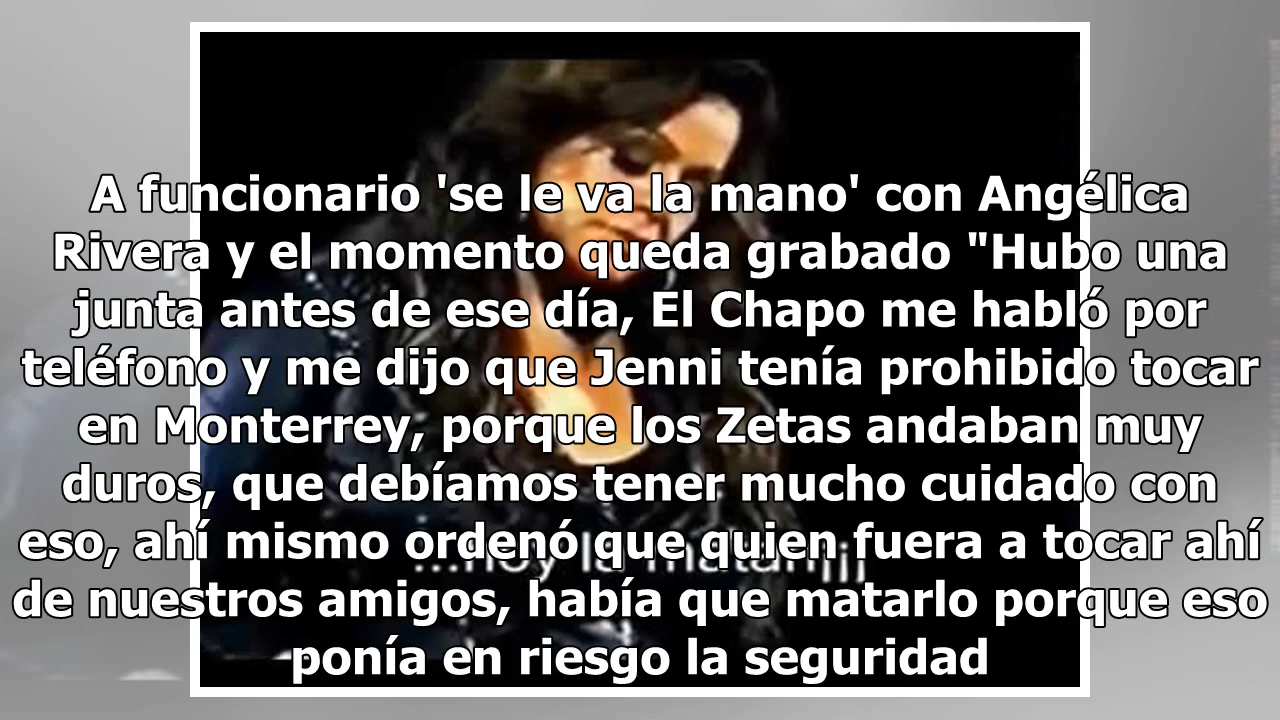 A funcionario 'se le va la mano' con Angélica
Rivera y el momento queda grabado "Hubo una
junta antes de ese día, El Chapo me habló por
teléfono y me dijo que Jenni tenía prohibido tocar
en Monterrey, porque los Zetas andaban muy
duros, que debíamos tener mucho cuidado con
eso, ahí mismo ordenó que quien fuera a tocar ahí
...hoy la matan¡¡¡
de nuestros amigos, había que matarlo porque eso
ponía en riesgo la seguridad